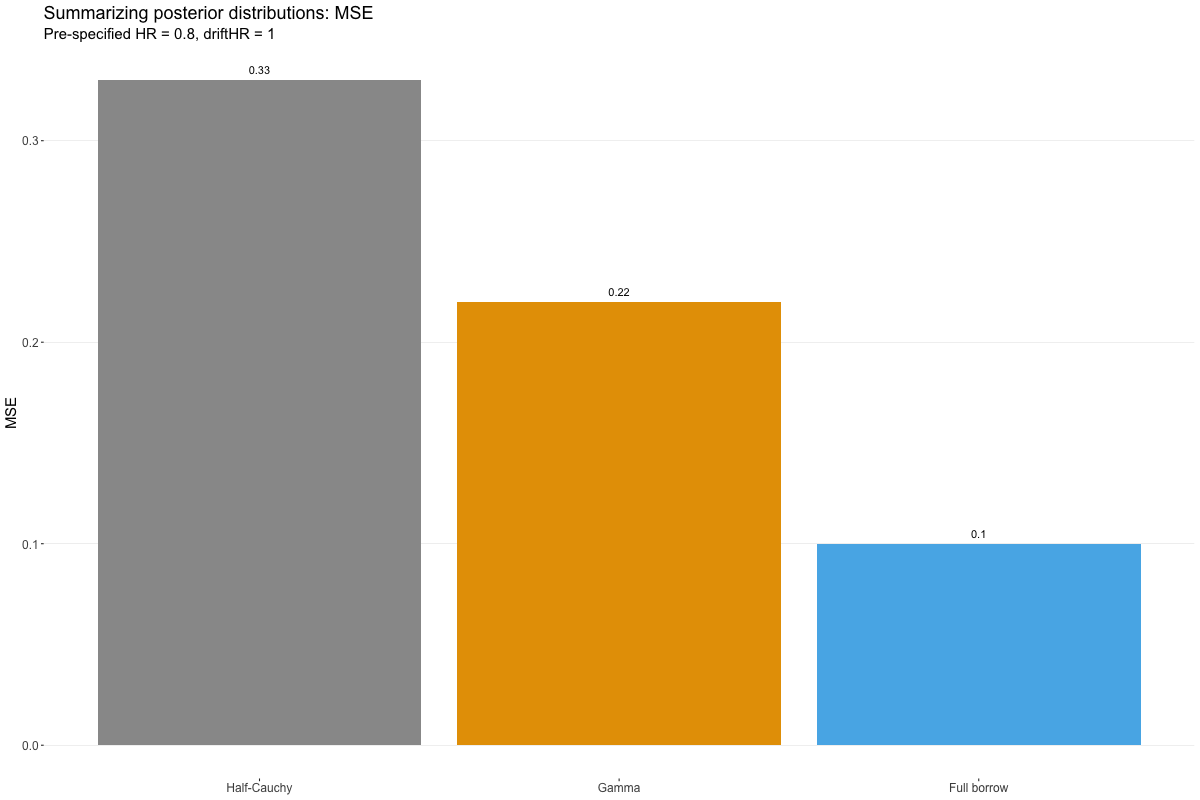 Summarizing posterior distributions: MSE
Pre-specified HR = 0.8, driftHR = 1
0.33
0.3
0.22
0.2
MSE
0.1
0.1
0.0
Half-Cauchy
Gamma
Full borrow